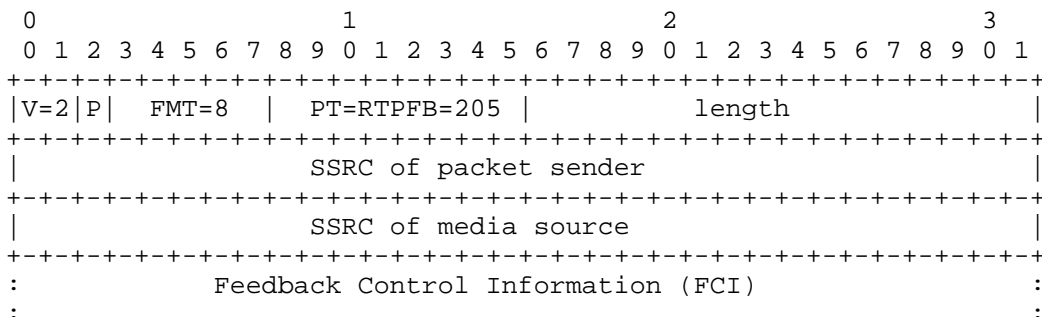 0                   1                   2                   3
 0 1 2 3 4 5 6 7 8 9 0 1 2 3 4 5 6 7 8 9 0 1 2 3 4 5 6 7 8 9 0 1
+-+-+-+-+-+-+-+-+-+-+-+-+-+-+-+-+-+-+-+-+-+-+-+-+-+-+-+-+-+-+-+-+
|V=2|P|  FMT=8  |  PT=RTPFB=205 |          length               |
+-+-+-+-+-+-+-+-+-+-+-+-+-+-+-+-+-+-+-+-+-+-+-+-+-+-+-+-+-+-+-+-+
|                  SSRC of packet sender                        |
+-+-+-+-+-+-+-+-+-+-+-+-+-+-+-+-+-+-+-+-+-+-+-+-+-+-+-+-+-+-+-+-+
|                  SSRC of media source                         |
+-+-+-+-+-+-+-+-+-+-+-+-+-+-+-+-+-+-+-+-+-+-+-+-+-+-+-+-+-+-+-+-+
:            Feedback Control Information (FCI)                 :
:                                                               :